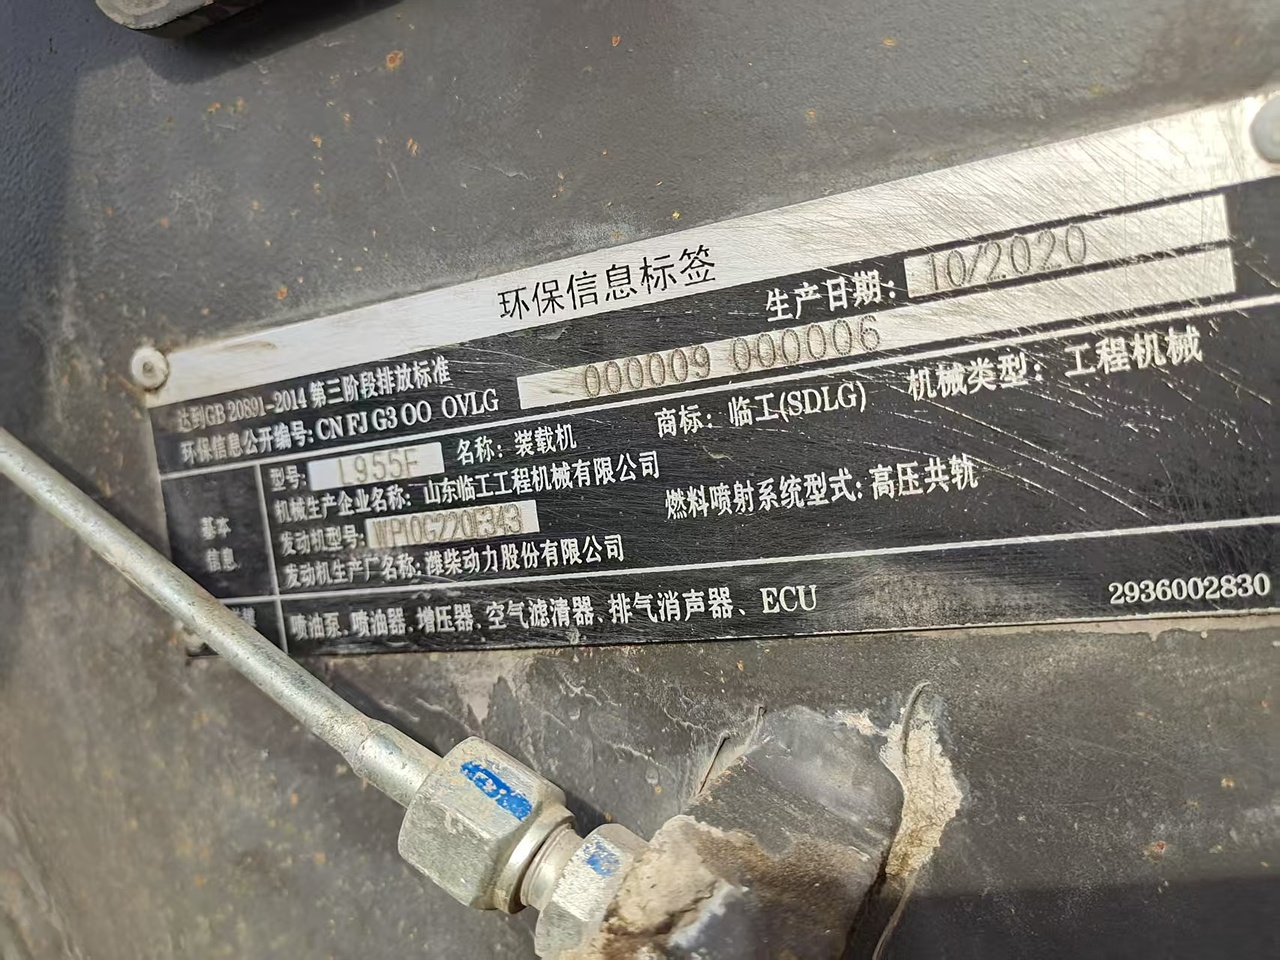 环保信息标签
生产日期: 10/2020
达到GB 20891-2014 第三阶段排放标准
环保信息公开编号: CN FJ G3 OO OVLG 000009 000006
基本信息
型号: L955F 名称: 装载机 商标: 临工(SDLG) 机械类型: 工程机械
机械生产企业名称: 山东临工工程机械有限公司
发动机型号: WP10G220E343 燃料喷射系统型式: 高压共轨
发动机生产厂名称: 潍柴动力股份有限公司
喷油泵、喷油器、增压器、空气滤清器、排气消声器、ECU
2936002830